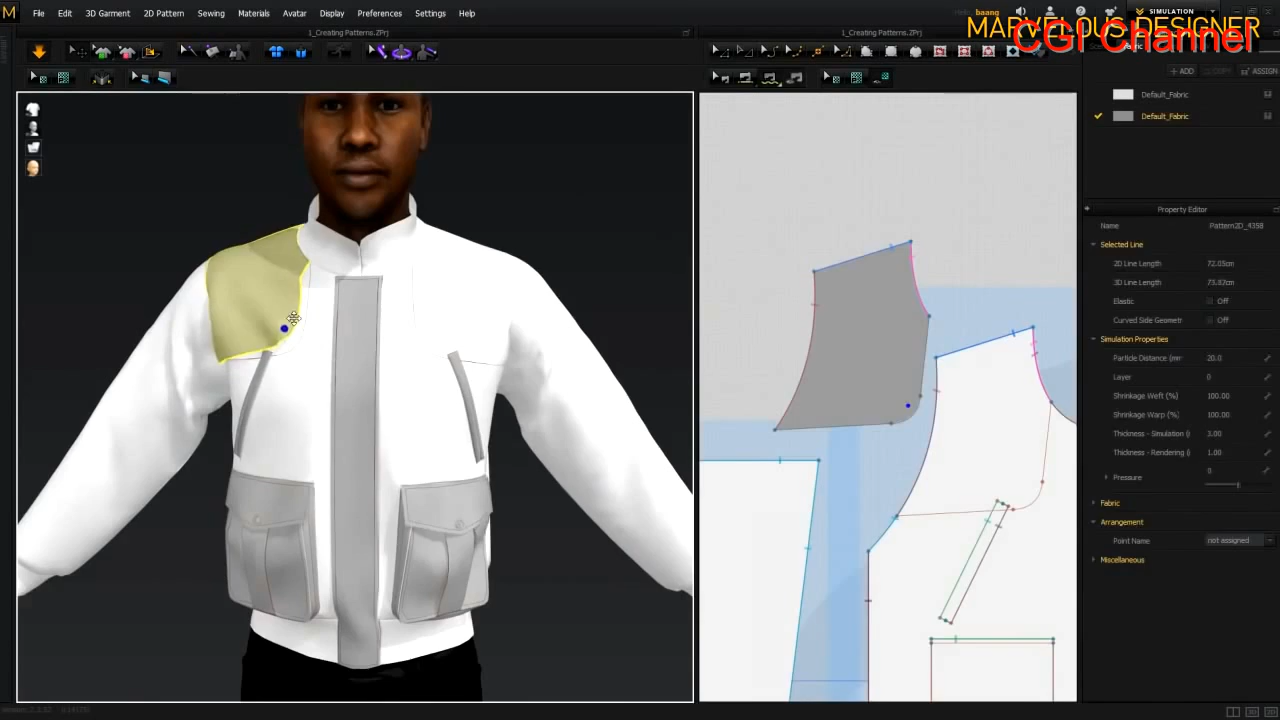 File Edit 3D Garment 2D Pattern Sewing Materials Avatar Display Preferences Settings Help
baang
SIMULATION
MARVELOUS DESIGNER
CGI Channel
1_Creating Patterns.ZPrj
1_Creating Patterns.ZPrj
+ ADD
COPY
ASSIGN
Default_Fabric
Default_Fabric
Property Editor
Name Pattern2D_4358
Selected Line
2D Line Length 72.05cm
3D Line Length 73.87cm
Elastic Off
Curved Side Geometr Off
Simulation Properties
Particle Distance (mm 20.0
Layer 0
Shrinkage Weft (%) 100.00
Shrinkage Warp (%) 100.00
Thickness - Simulation ( 3.00
Thickness - Rendering ( 1.00
Pressure 0
Fabric
Arrangement
Point Name not assigned
Miscellaneous